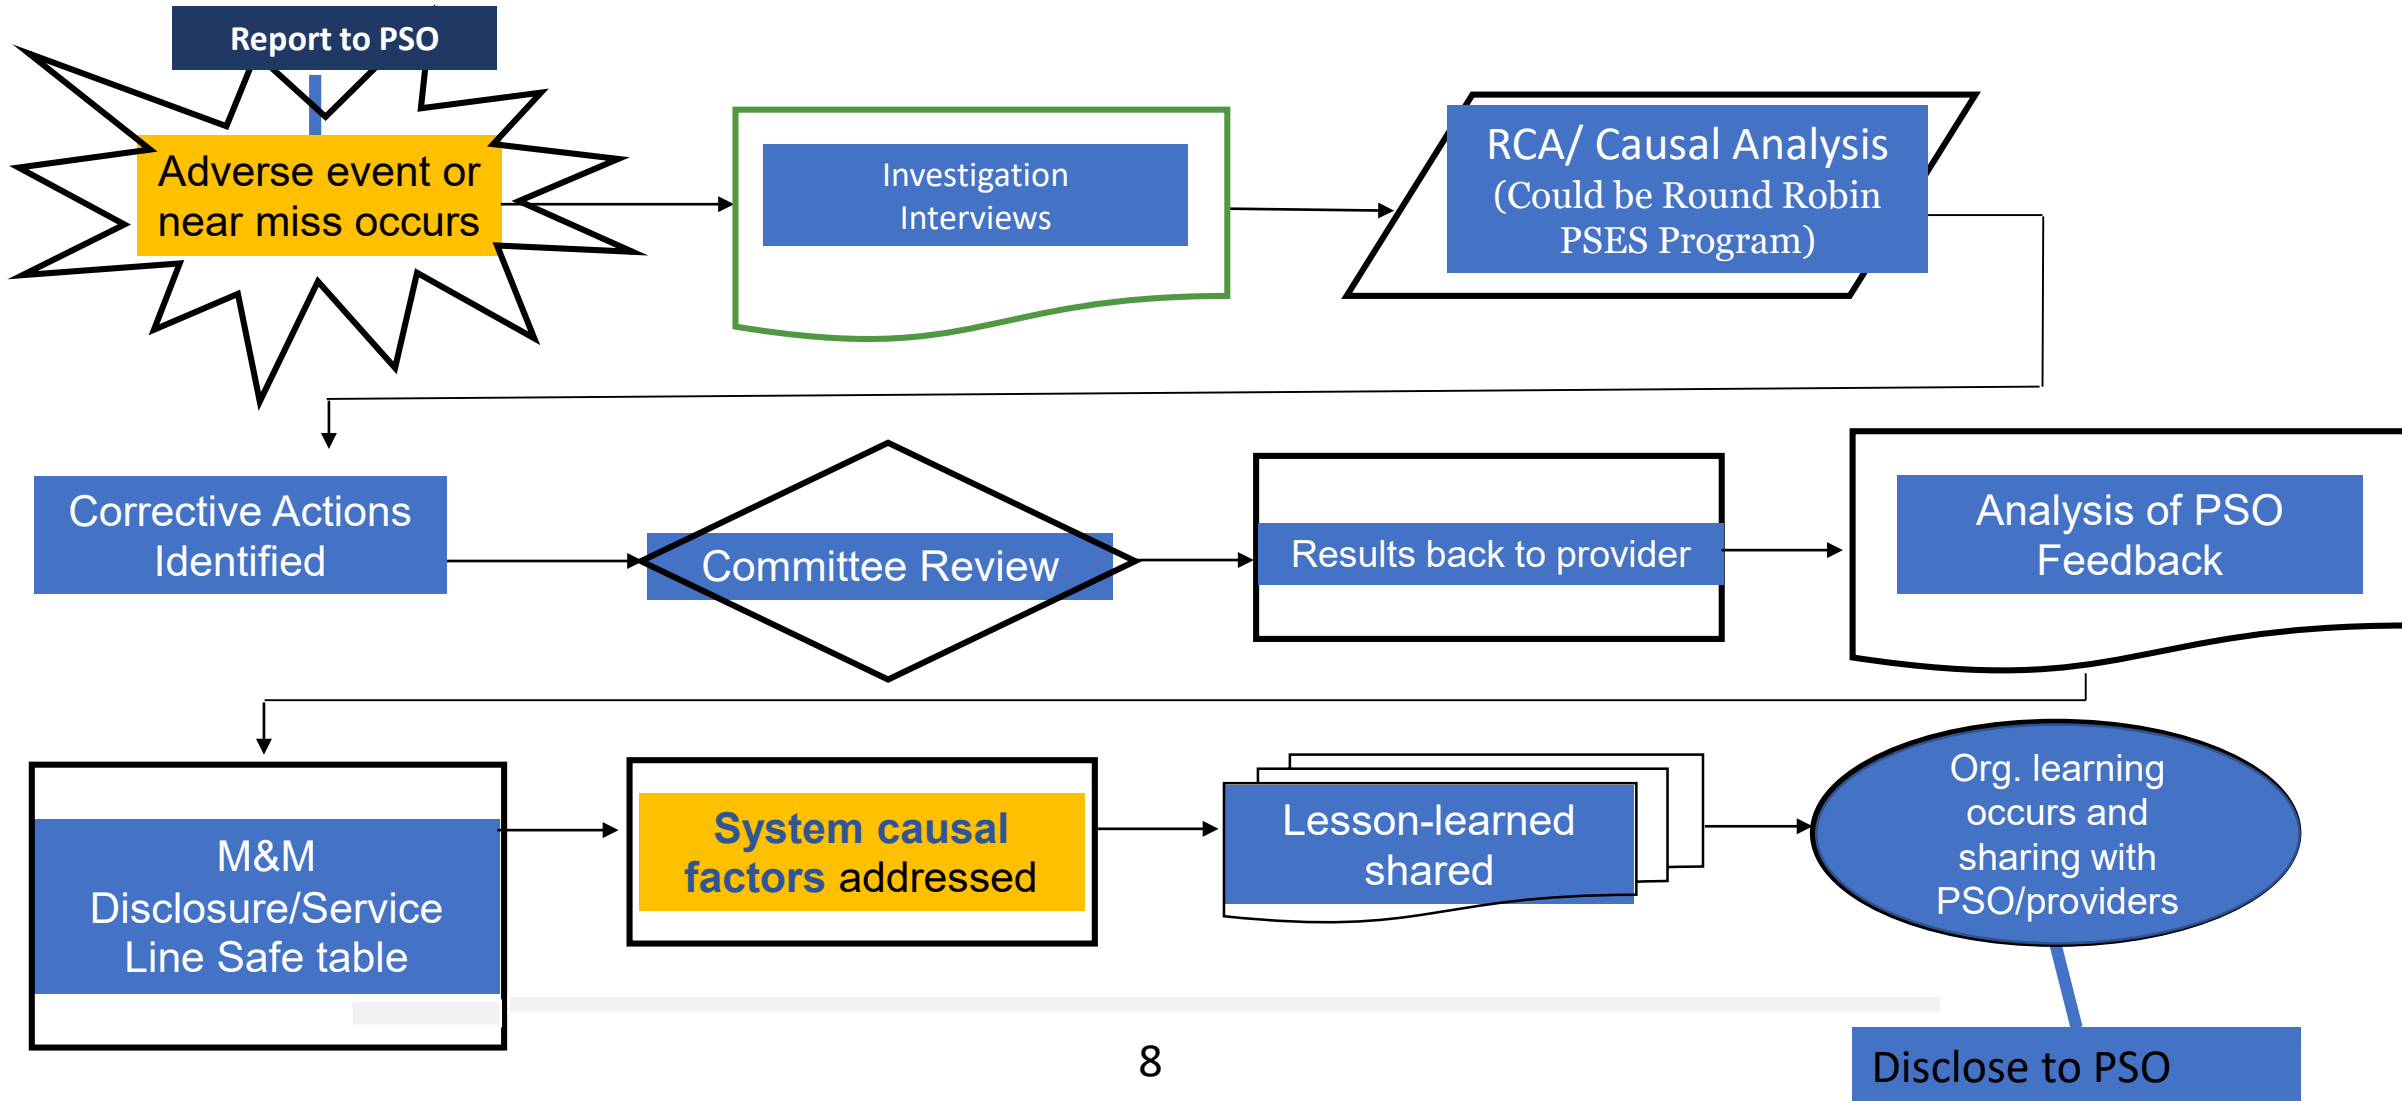 Report to PSO
Adverse event or
near miss occurs
Investigation
Interviews
RCA/ Causal Analysis
(Could be Round Robin
PSES Program)
Corrective Actions
Identified
Committee Review
Results back to provider
Analysis of PSO
Feedback
M&M
Disclosure/Service
Line Safe table
System causal
factors addressed
Lesson-learned
shared
Org. learning
occurs and
sharing with
PSO/providers
8
Disclose to PSO